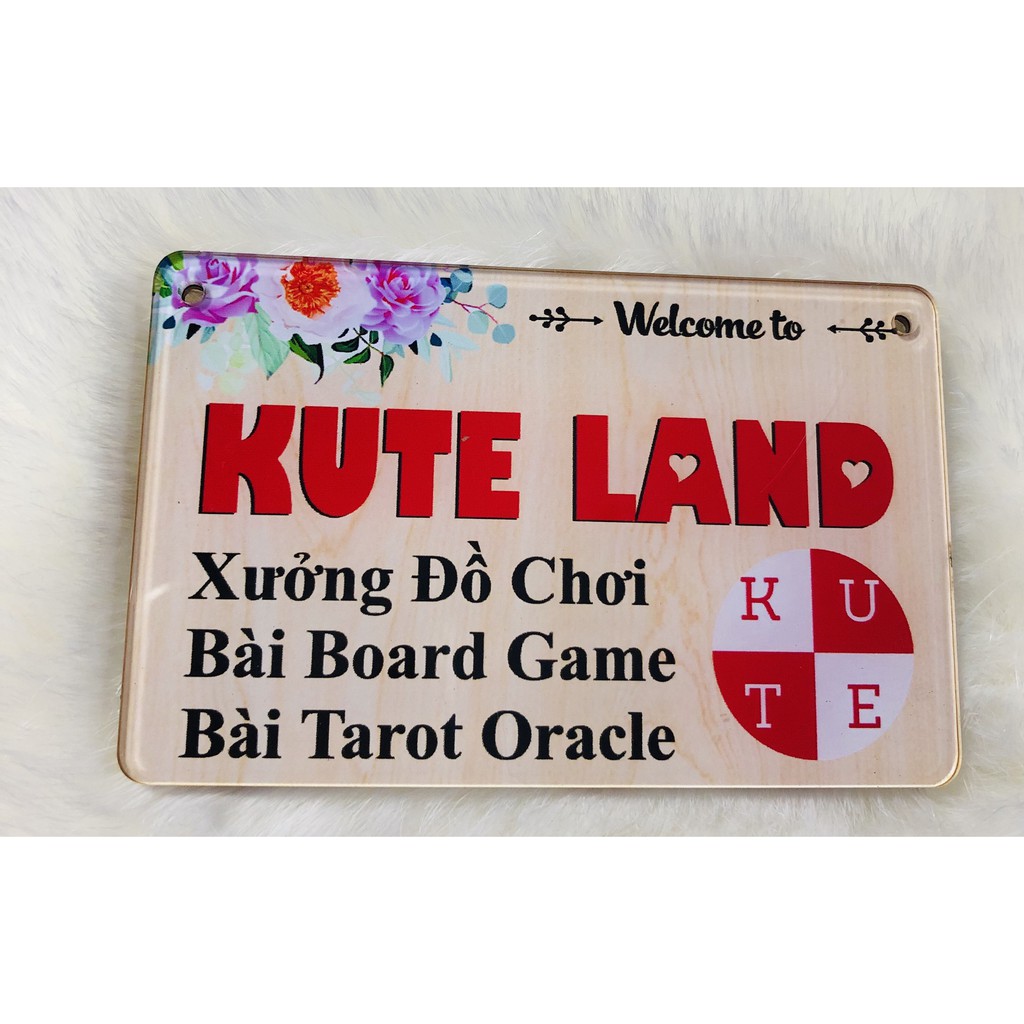 Welcome to
KUTE LAND
Xưởng Đồ Chơi
Bài Board Game
Bài Tarot Oracle
K U
T E